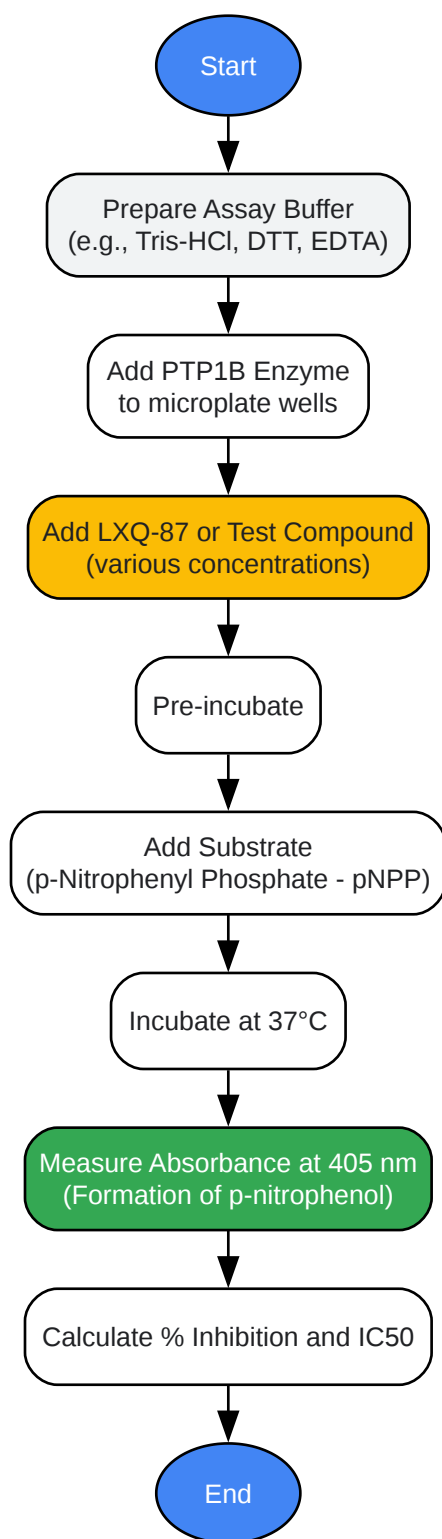 Start
Prepare Assay Buffer
(e.g., Tris-HCl, DTT, EDTA)
Add PTP1B Enzyme
to microplate wells
Add LXQ-87 or Test Compound
(various concentrations)
Pre-incubate
Add Substrate
(p-Nitrophenyl Phosphate - pNPP)
Incubate at 37°C
Measure Absorbance at 405 nm
(Formation of p-nitrophenol)
Calculate % Inhibition and IC50
End